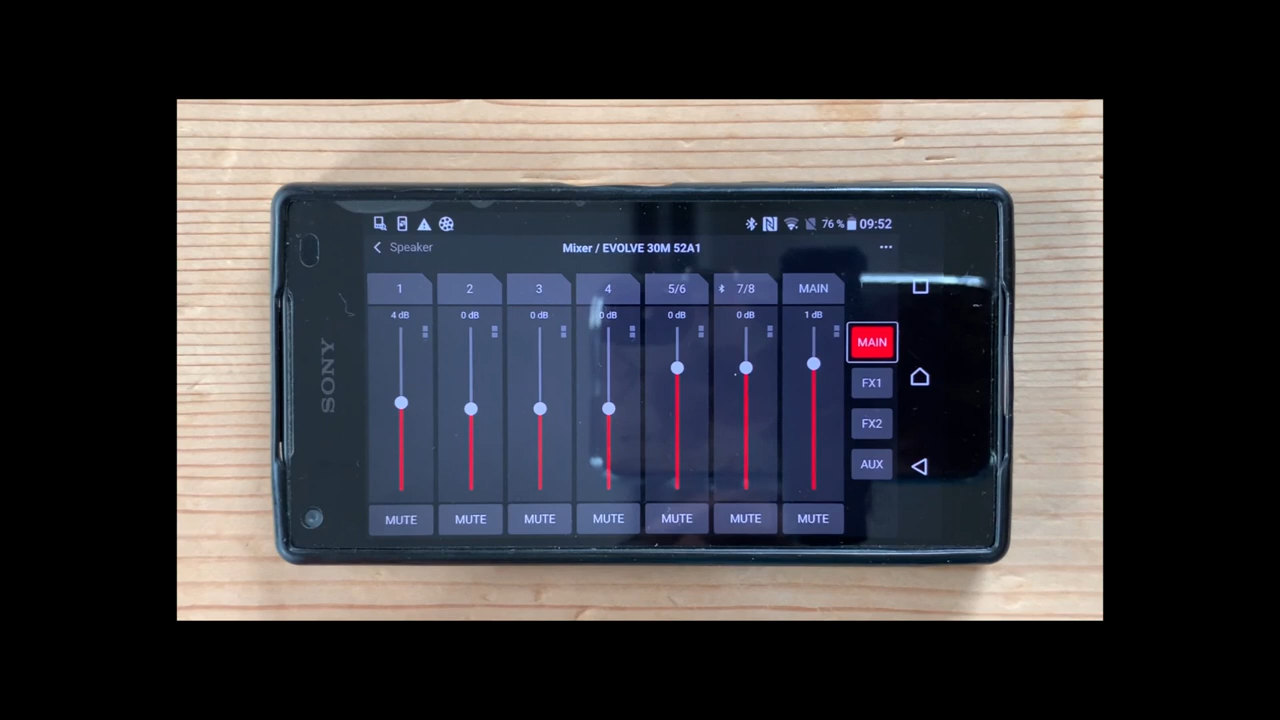 76 % 09:52
Speaker Mixer / EVOLVE 30M 52A1 ...
1 2 3 4 5/6 7/8 MAIN
4 dB 0 dB 0 dB 0 dB 0 dB 0 dB 1 dB
MAIN
FX1
FX2
AUX
MUTE MUTE MUTE MUTE MUTE MUTE MUTE
SONY